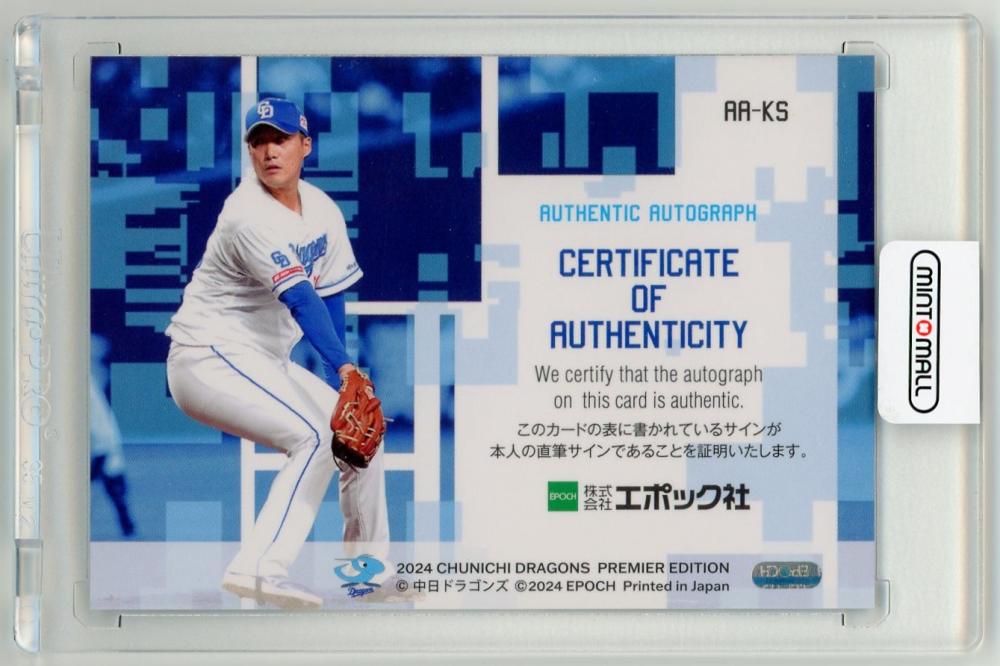 AA-KS
AUTHENTIC AUTOGRAPH
CERTIFICATE
OF
AUTHENTICITY
We certify that the autograph
on this card is authentic.
このカードの表に書かれているサインが
本人の直筆サインであることを証明いたします。
EPOCH 株式会社 エポック社
2024 CHUNICHI DRAGONS PREMIER EDITION
© 中日ドラゴンズ ©2024 EPOCH Printed in Japan
Dragons
MINTOMALL
CD